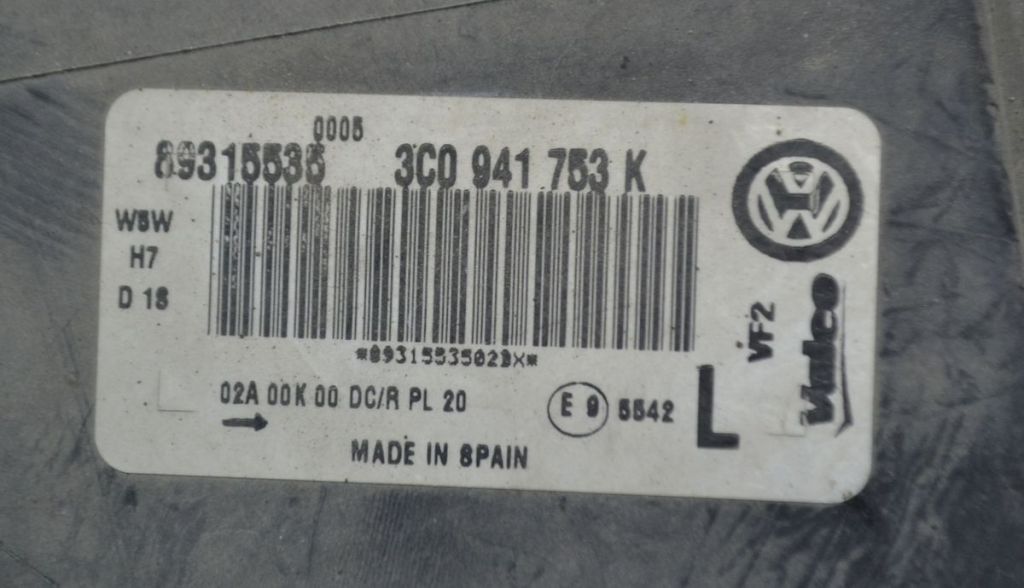 0005
89315535 3C0 941 753 K
W5W
H7
D 1S
*89315535023X*
02A 00K 00 DC/R PL 20
E 9 5542
L
VF2
Valeo
MADE IN SPAIN